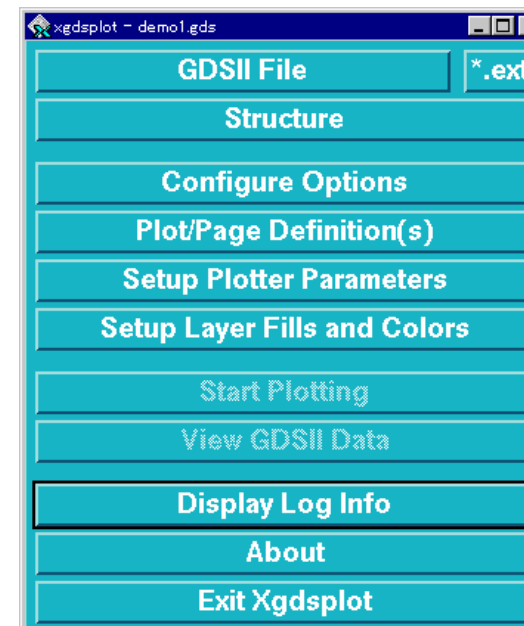 xgdsplot - demo1.gds
GDSII File *.ext
Structure
Configure Options
Plot/Page Definition(s)
Setup Plotter Parameters
Setup Layer Fills and Colors
Start Plotting
View GDSII Data
Display Log Info
About
Exit Xgdsplot